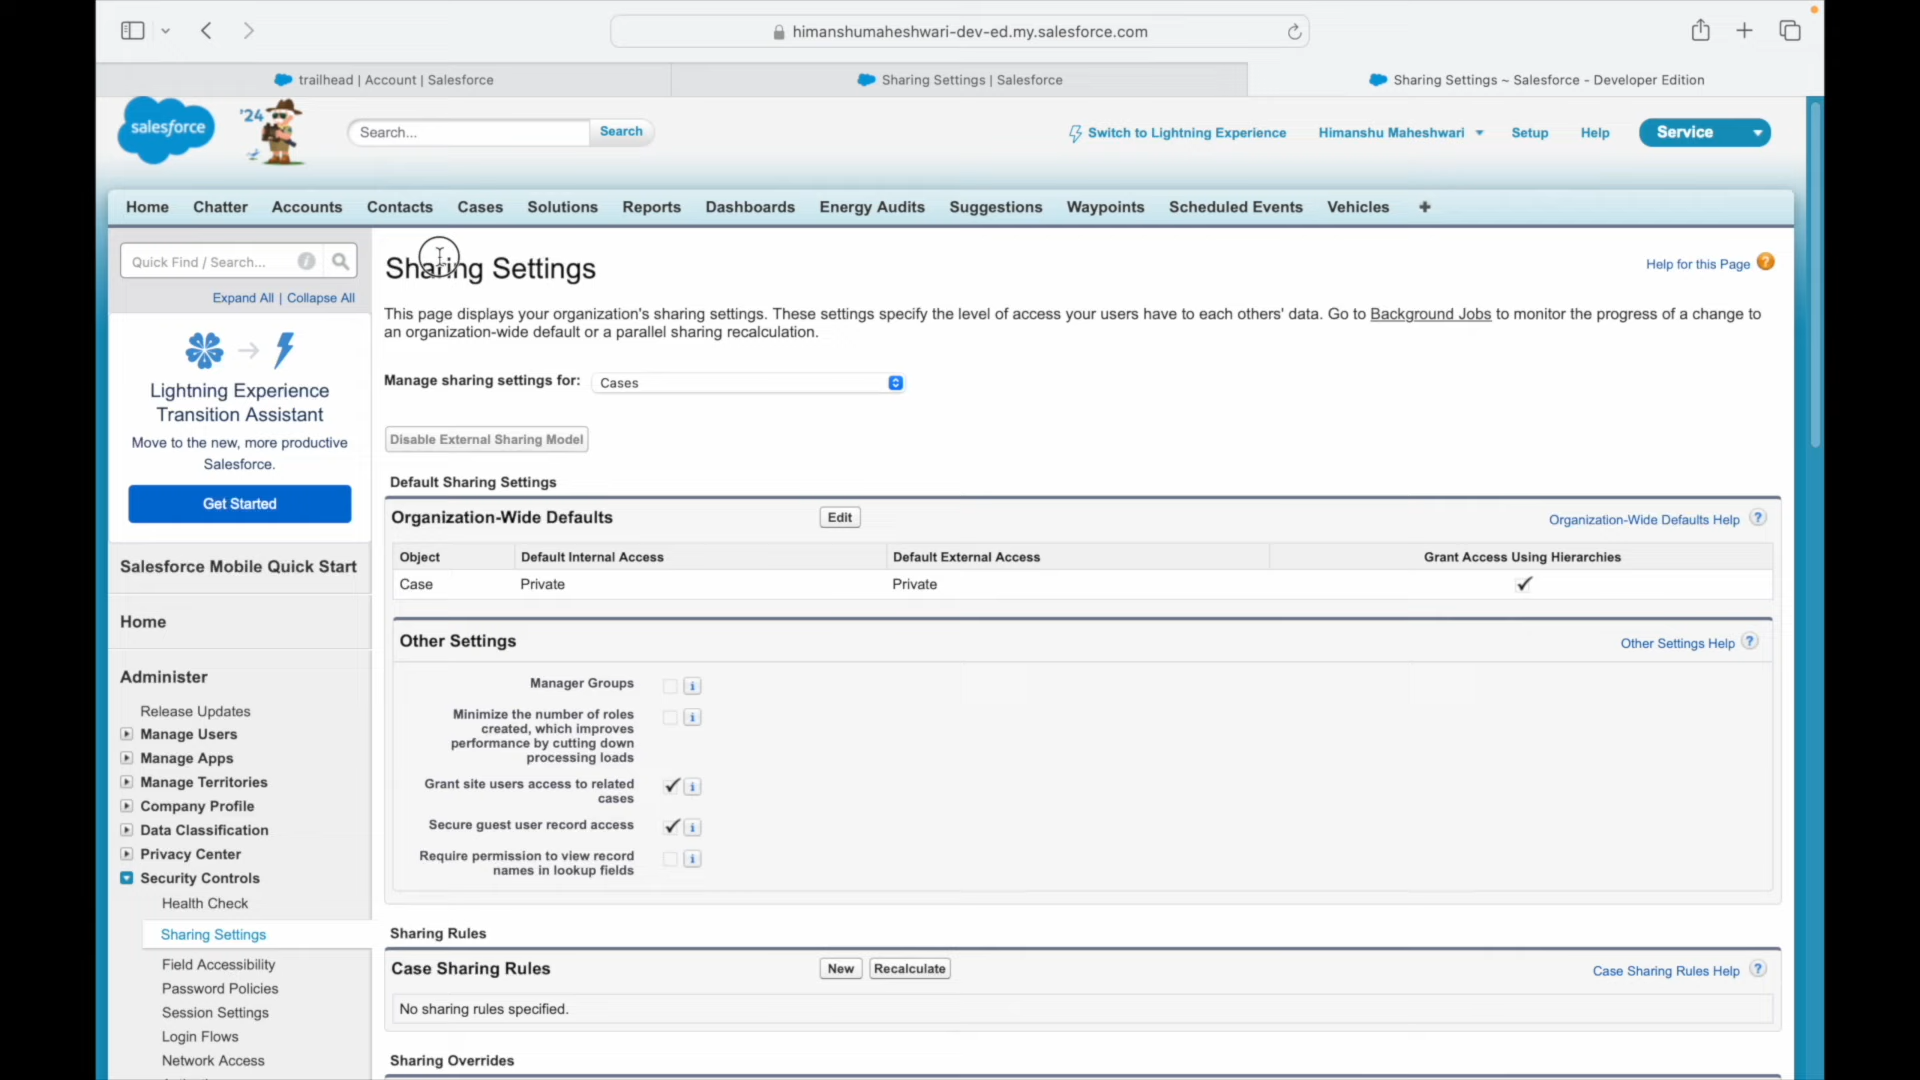 himanshumaheshwari-dev-ed.my.salesforce.com
trailhead | Account | Salesforce
Sharing Settings | Salesforce
Sharing Settings ~ Salesforce - Developer Edition
salesforce
'24
Search...
Search
Switch to Lightning Experience
Himanshu Maheshwari
Setup
Help
Service
Home
Chatter
Accounts
Contacts
Cases
Solutions
Reports
Dashboards
Energy Audits
Suggestions
Waypoints
Scheduled Events
Vehicles
+
Quick Find / Search...
Expand All | Collapse All
Lightning Experience
Transition Assistant
Move to the new, more productive
Salesforce.
Get Started
Salesforce Mobile Quick Start
Home
Administer
Release Updates
Manage Users
Manage Apps
Manage Territories
Company Profile
Data Classification
Privacy Center
Security Controls
Health Check
Sharing Settings
Field Accessibility
Password Policies
Session Settings
Login Flows
Network Access
Sharing Settings
Help for this Page ?
This page displays your organization's sharing settings. These settings specify the level of access your users have to each others' data. Go to Background Jobs to monitor the progress of a change to
an organization-wide default or a parallel sharing recalculation.
Manage sharing settings for: Cases
Disable External Sharing Model
Default Sharing Settings
Organization-Wide Defaults
Edit
Organization-Wide Defaults Help ?
Object
Default Internal Access
Default External Access
Grant Access Using Hierarchies
Case
Private
Private
Other Settings
Other Settings Help ?
Manager Groups
Minimize the number of roles
created, which improves
performance by cutting down
processing loads
Grant site users access to related
cases
Secure guest user record access
Require permission to view record
names in lookup fields
Sharing Rules
Case Sharing Rules
New
Recalculate
Case Sharing Rules Help ?
No sharing rules specified.
Sharing Overrides